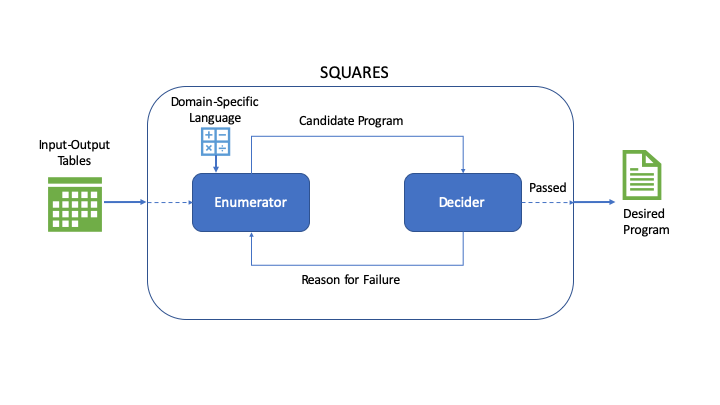 SQUARES
Domain-Specific
Language
Candidate Program
Input-Output
Tables
Enumerator
Decider
Passed
Desired
Program
Reason for Failure